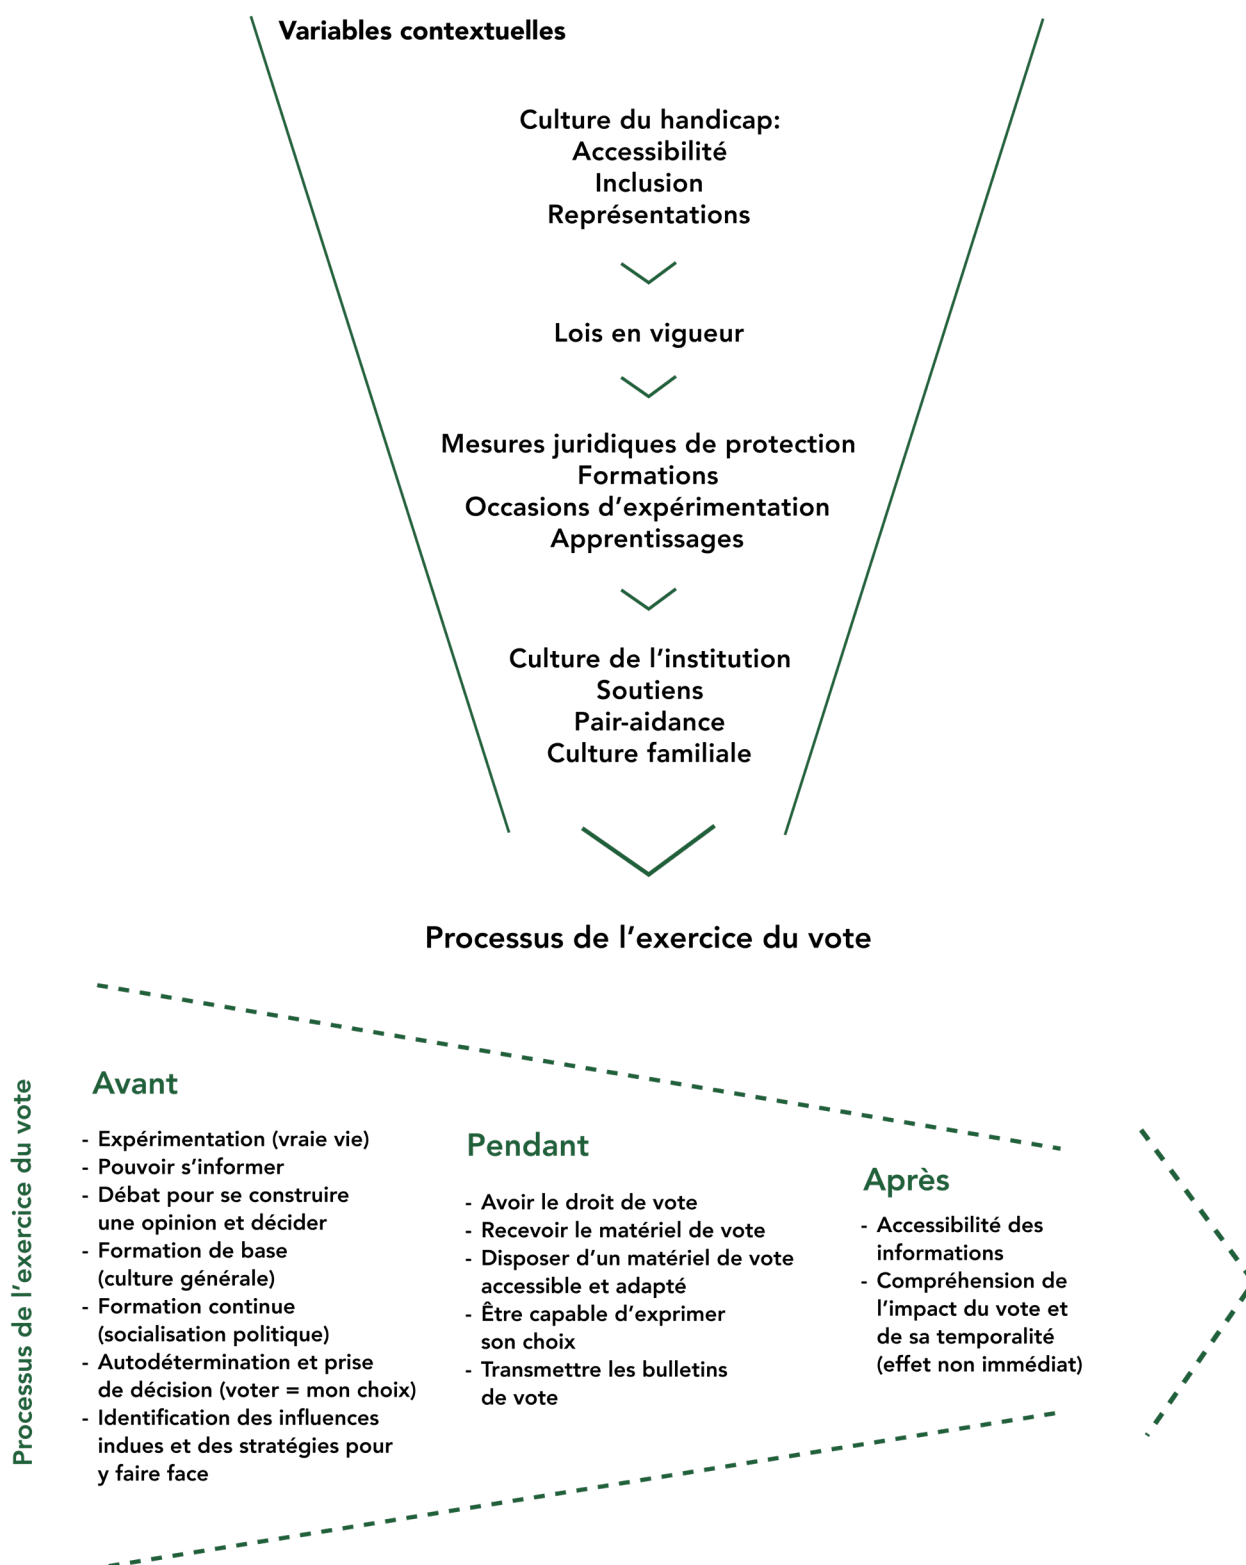 Variables contextuelles
Culture du handicap:
Accessibilité
Inclusion
Représentations
Lois en vigueur
Mesures juridiques de protection
Formations
Occasions d’expérimentation
Apprentissages
Culture de l’institution
Soutiens
Pair-aidance
Culture familiale
Processus de l’exercice du vote
Processus de l’exercice du vote
Avant
- Expérimentation (vraie vie)
- Pouvoir s’informer
- Débat pour se construire
une opinion et décider
- Formation de base
(culture générale)
- Formation continue
(socialisation politique)
- Autodétermination et prise
de décision (voter = mon choix)
- Identification des influences
indues et des stratégies pour
y faire face
Pendant
- Avoir le droit de vote
- Recevoir le matériel de vote
- Disposer d’un matériel de vote
accessible et adapté
- Être capable d’exprimer
son choix
- Transmettre les bulletins
de vote
Après
- Accessibilité des
informations
- Compréhension de
l’impact du vote et
de sa temporalité
(effet non immédiat)